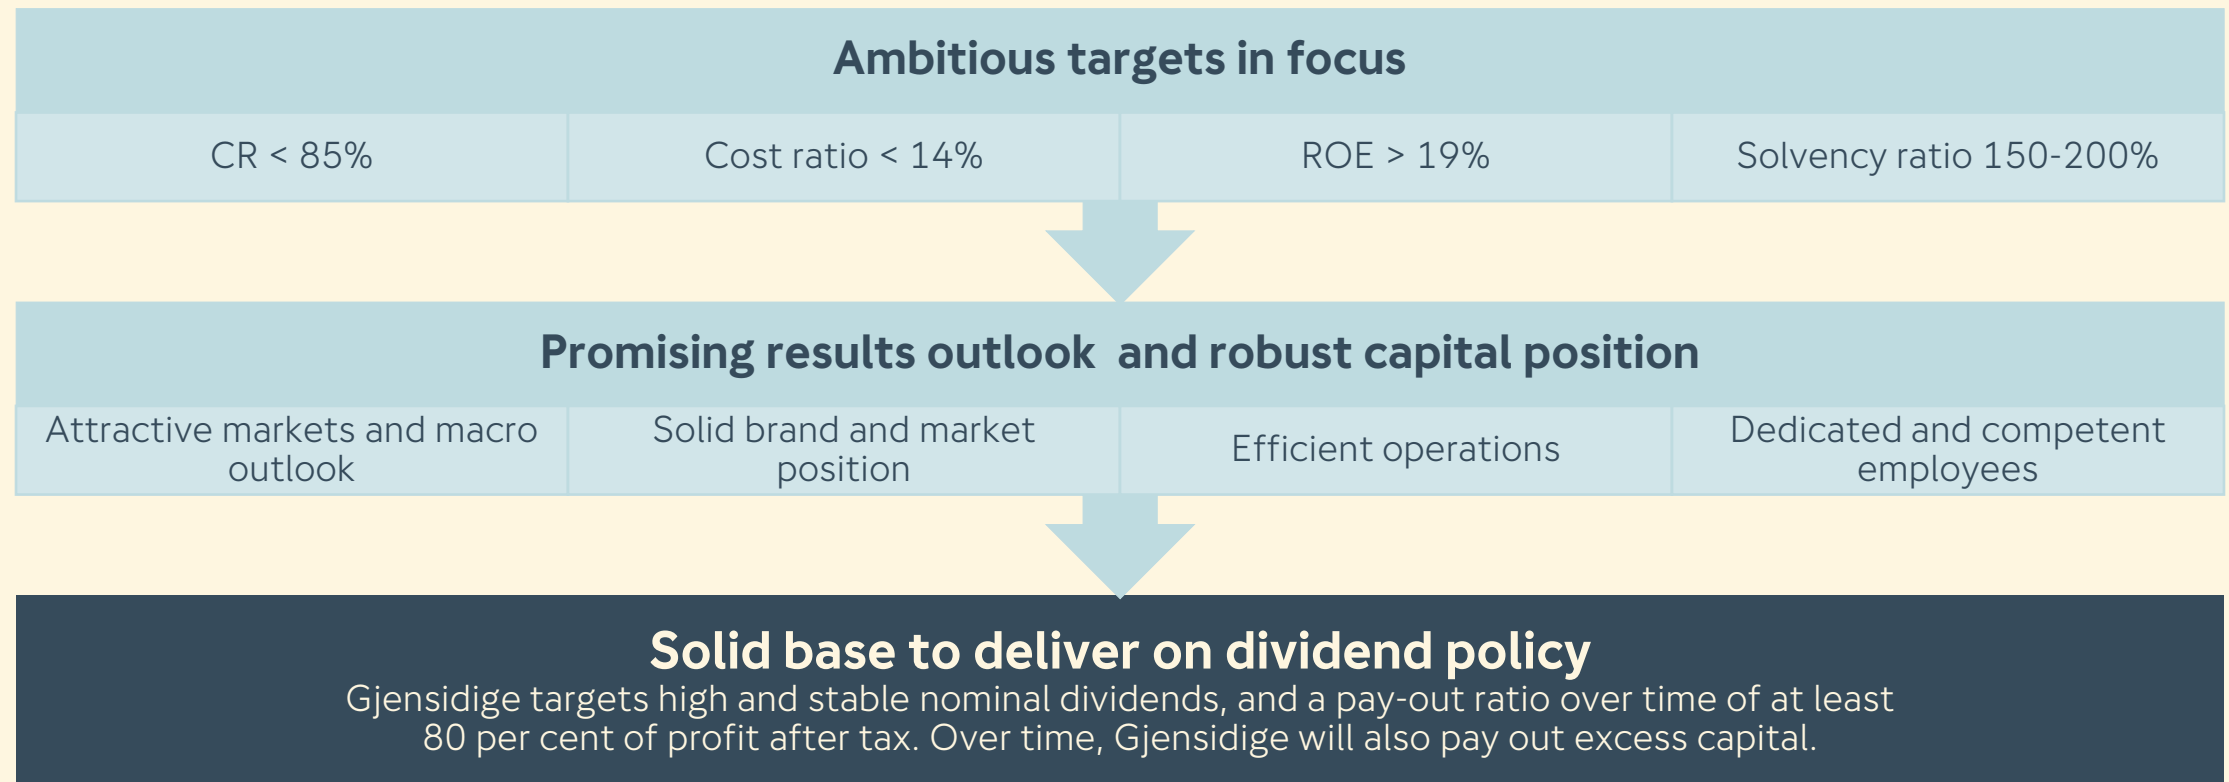 Ambitious targets in focus
CR < 85%
Cost ratio < 14%
ROE > 19%
Solvency ratio 150-200%
Promising results outlook  and robust capital position
Attractive markets and macro
outlook
Solid brand and market
position
Efficient operations
Dedicated and competent
employees
Solid base to deliver on dividend policy
Gjensidige targets high and stable nominal dividends, and a pay-out ratio over time of at least
80 per cent of profit after tax. Over time, Gjensidige will also pay out excess capital.